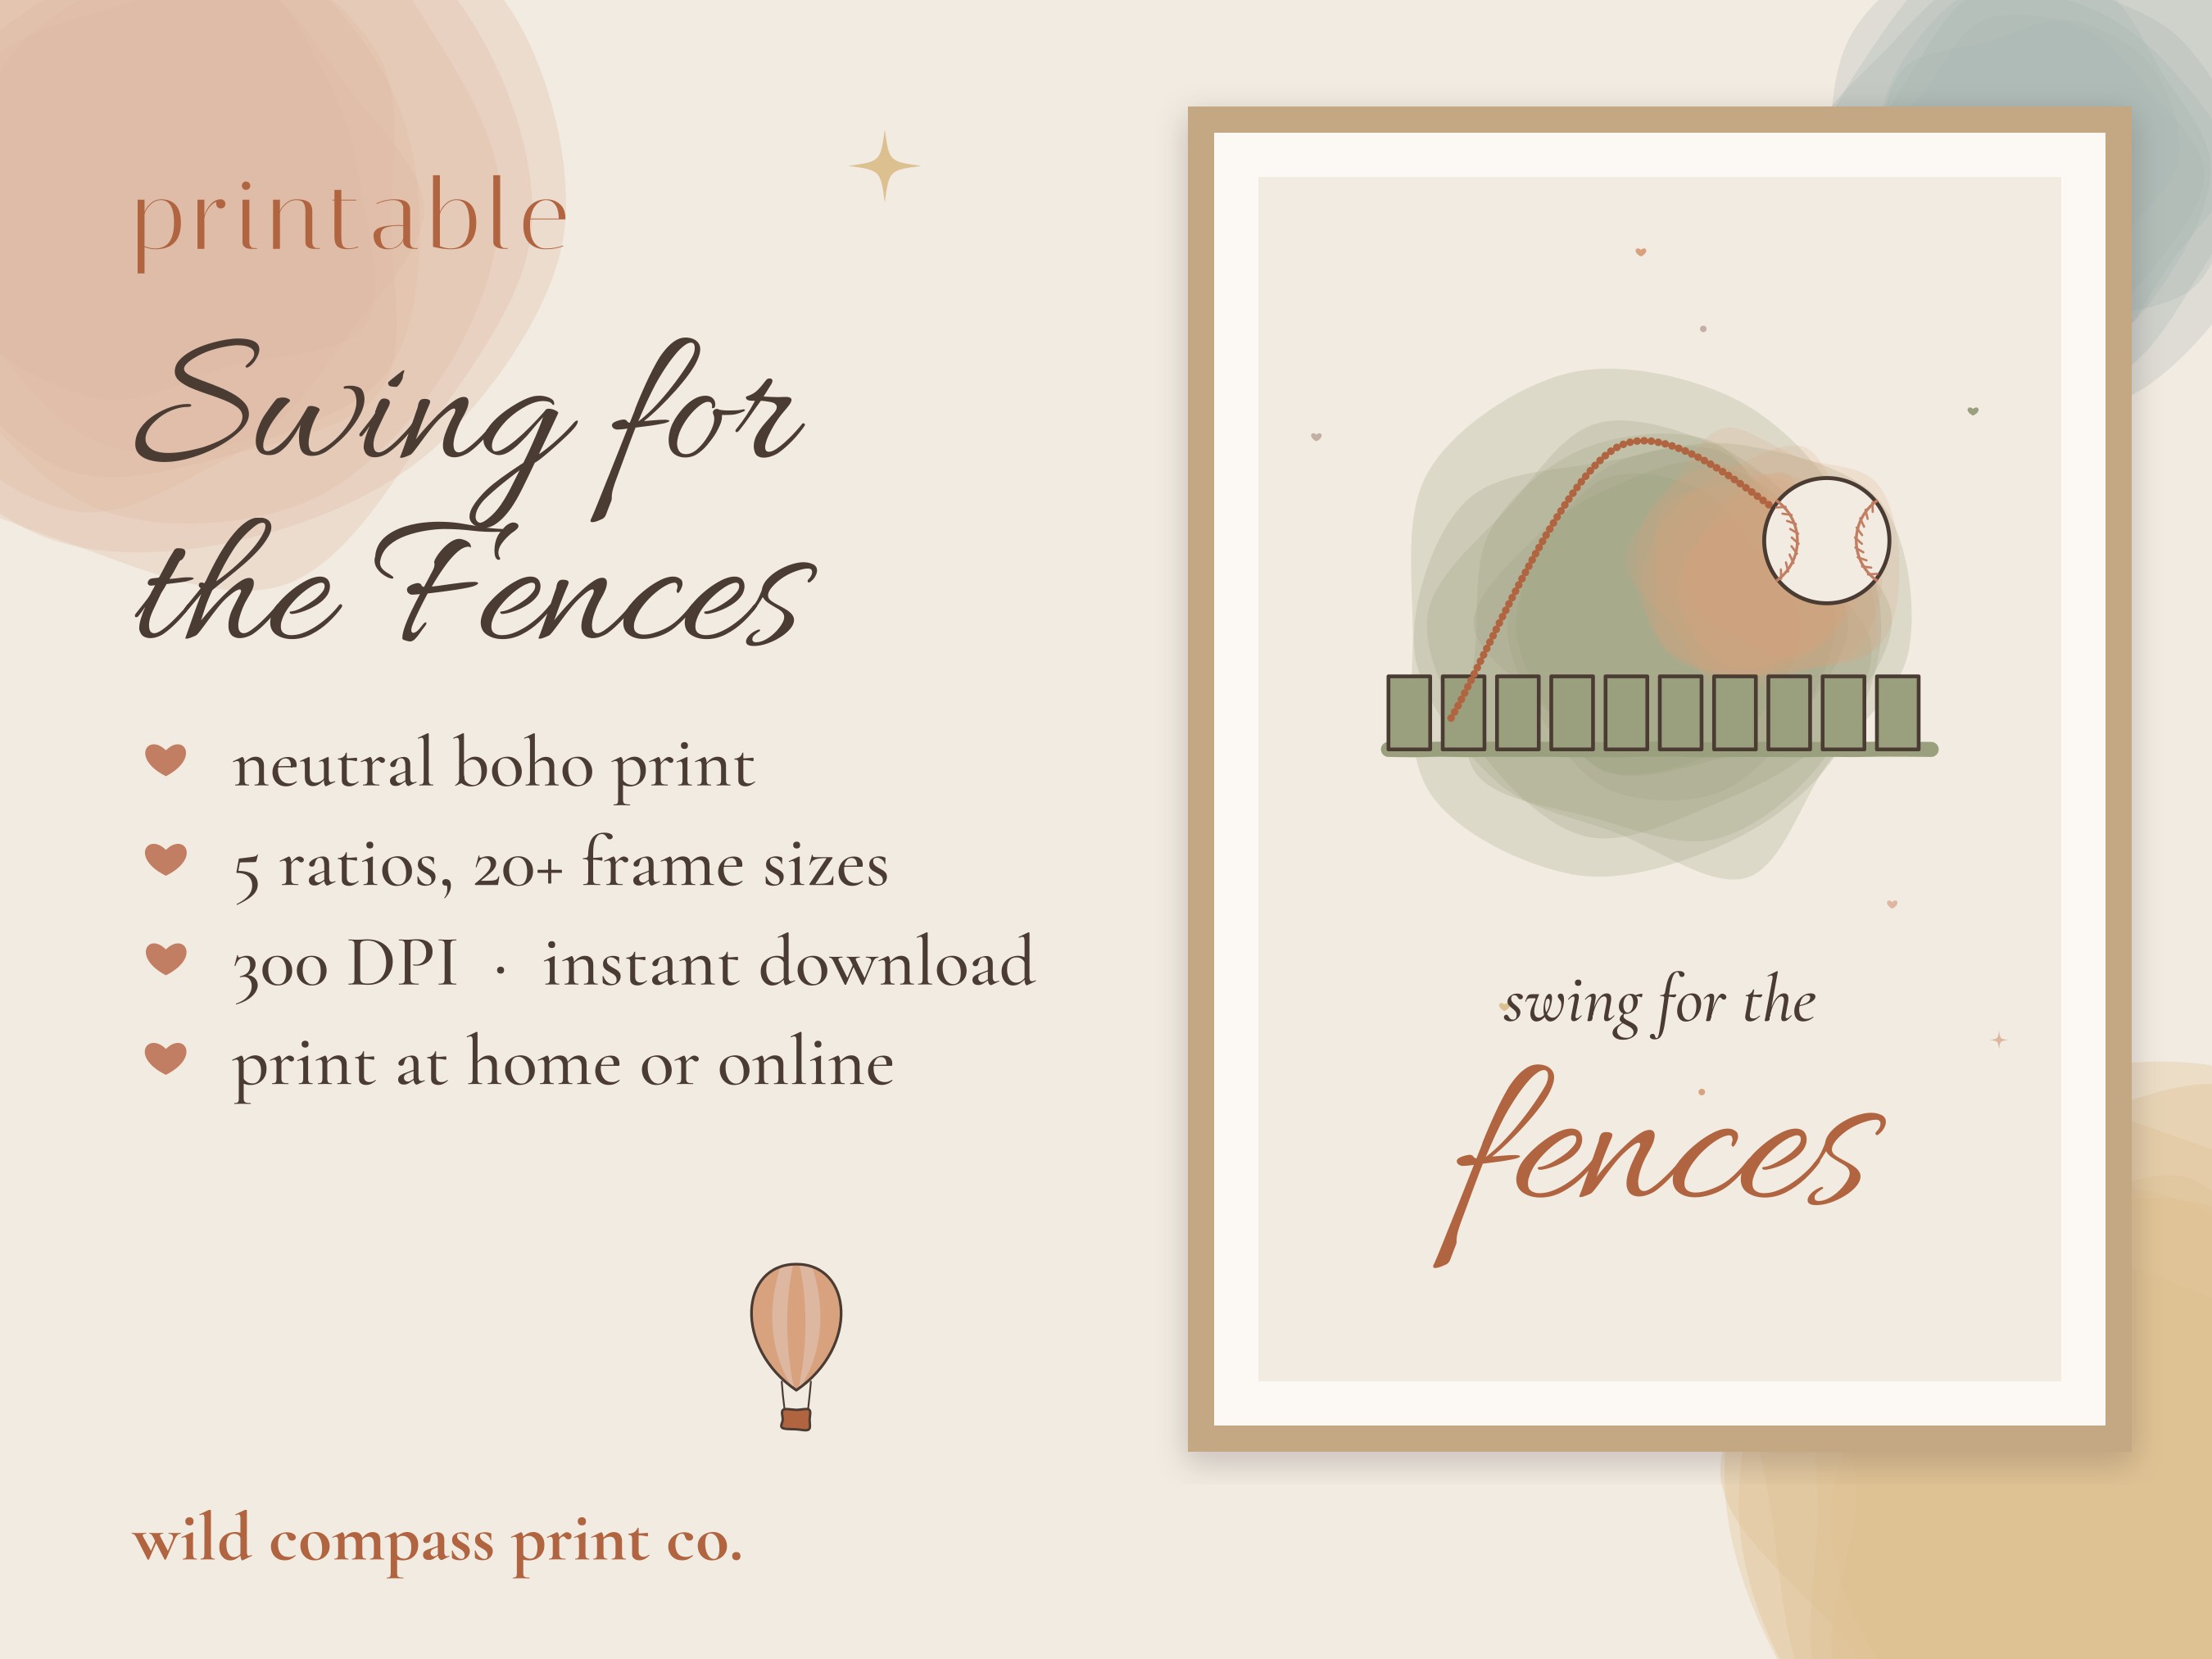 printable
Swing for
the Fences
neutral boho print
5 ratios, 20+ frame sizes
300 DPI · instant download
print at home or online
wild compass print co.
swing for the
fences